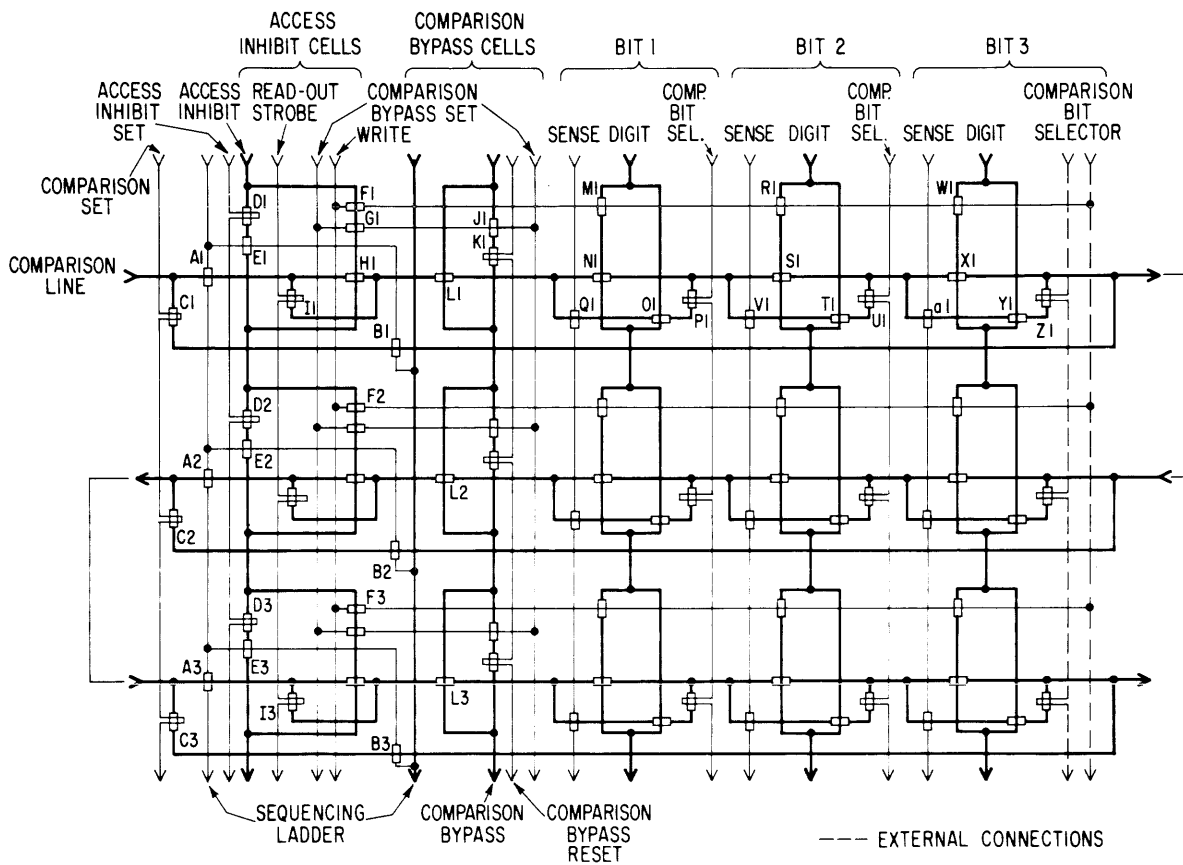 ACCESS
INHIBIT CELLS
COMPARISON
BYPASS CELLS
BIT 1
BIT 2
BIT 3
ACCESS
INHIBIT
SET
ACCESS
INHIBIT
READ-OUT
STROBE
COMPARISON
BYPASS SET
WRITE
SENSE DIGIT
COMP.
BIT
SEL.
SENSE DIGIT
COMP.
BIT
SEL.
SENSE DIGIT
COMPARISON
BIT
SELECTOR
COMPARISON
SET
COMPARISON
LINE
D1
F1
G1
J1
K1
M1
R1
W1
A1
E1
H1
L1
N1
S1
X1
C1
I1
B1
Q1
O1
P1
V1
T1
U1
a1
Y1
Z1
D2
F2
A2
E2
L2
C2
B2
D3
F3
A3
E3
L3
I3
C3
B3
SEQUENCING
LADDER
COMPARISON
BYPASS
COMPARISON
BYPASS
RESET
--- EXTERNAL CONNECTIONS